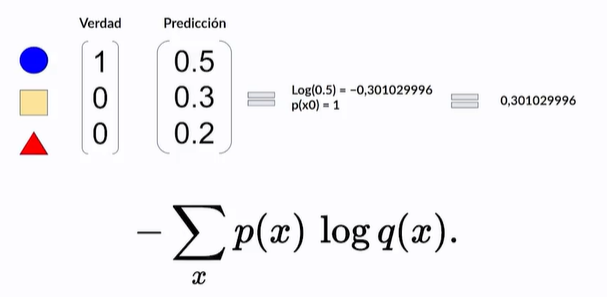 Verdad Predicción
1 0.5
0 0.3
0 0.2
Log(0.5) = -0,301029996
p(x0) = 1
0,301029996
− ∑ p(x) log q(x).
x